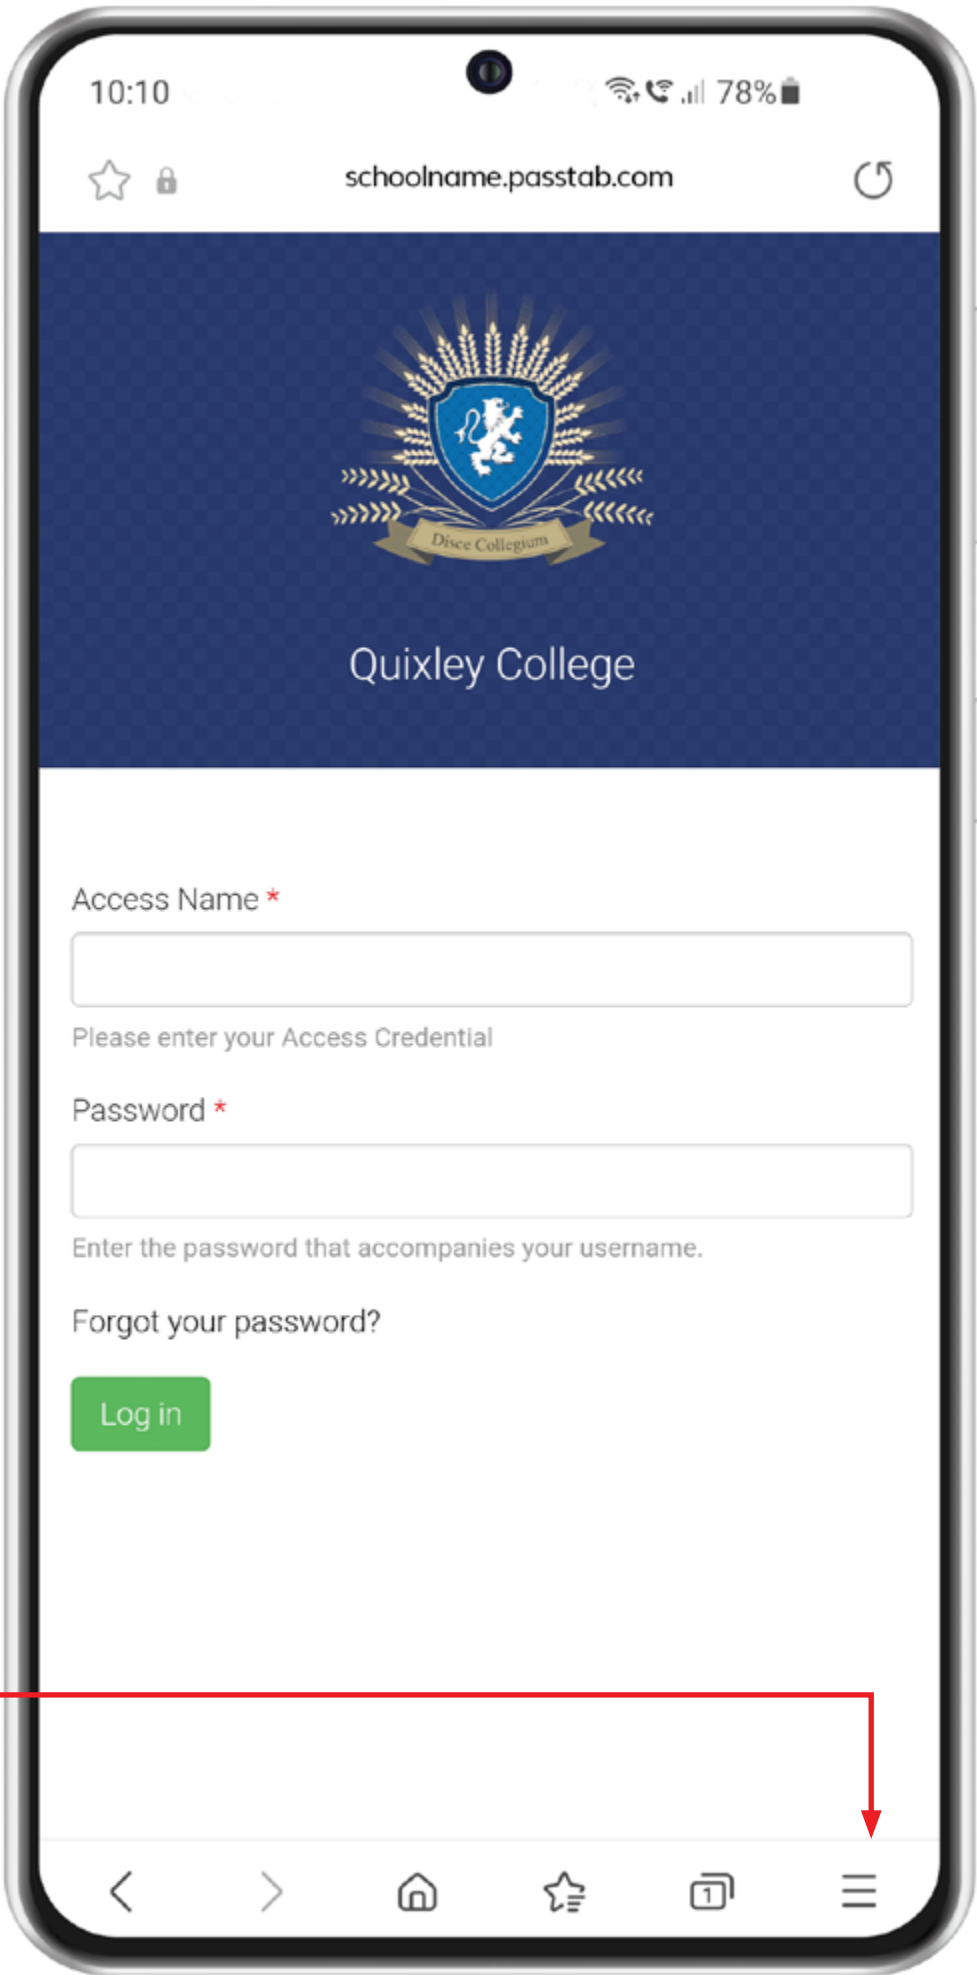 10:10
78%
schoolname.passtab.com
Disce Collegium
Quixley College
Access Name *
Please enter your Access Credential
Password *
Enter the password that accompanies your username.
Forgot your password?
Log in
1